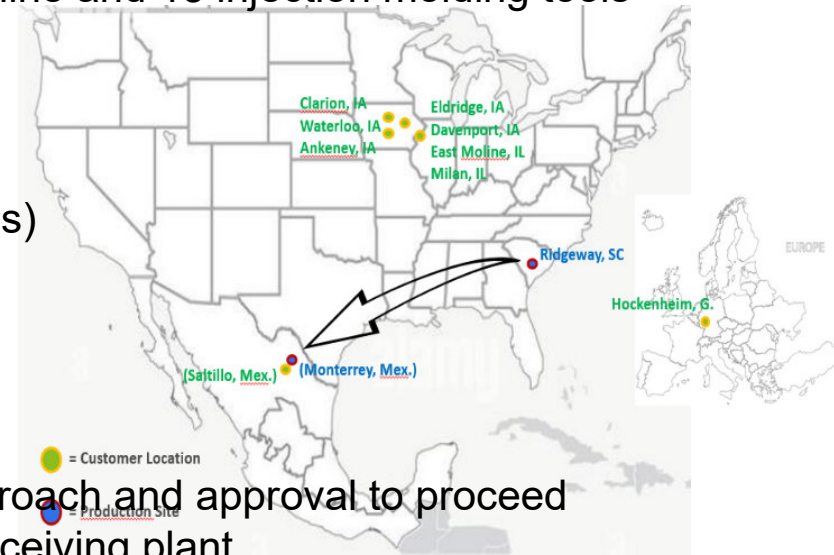 and 40 injection molding tools
Clarion, IA
Waterloo, IA
Ankeney, IA
Eldridge, IA
Davenport, IA
East Moline, IL
Milan, IL
s)
Ridgeway, SC
EUROPE
Hockenheim, G.
(Saltillo, Mex.)
(Monterrey, Mex.)
= Customer Location
roach and approval to proceed
= Production Site
ceiving plant